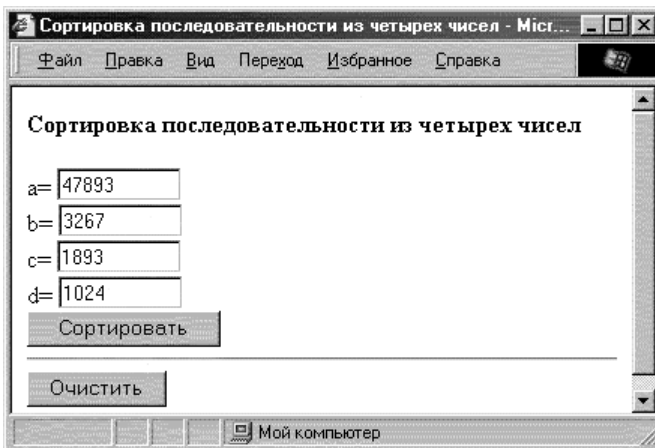 Сортировка последовательности из четырех чисел - Micr...
Файл Правка Вид Переход Избранное Справка
Сортировка последовательности из четырех чисел
a= 47893
b= 3267
c= 1893
d= 1024
Сортировать
Очистить
Мой компьютер